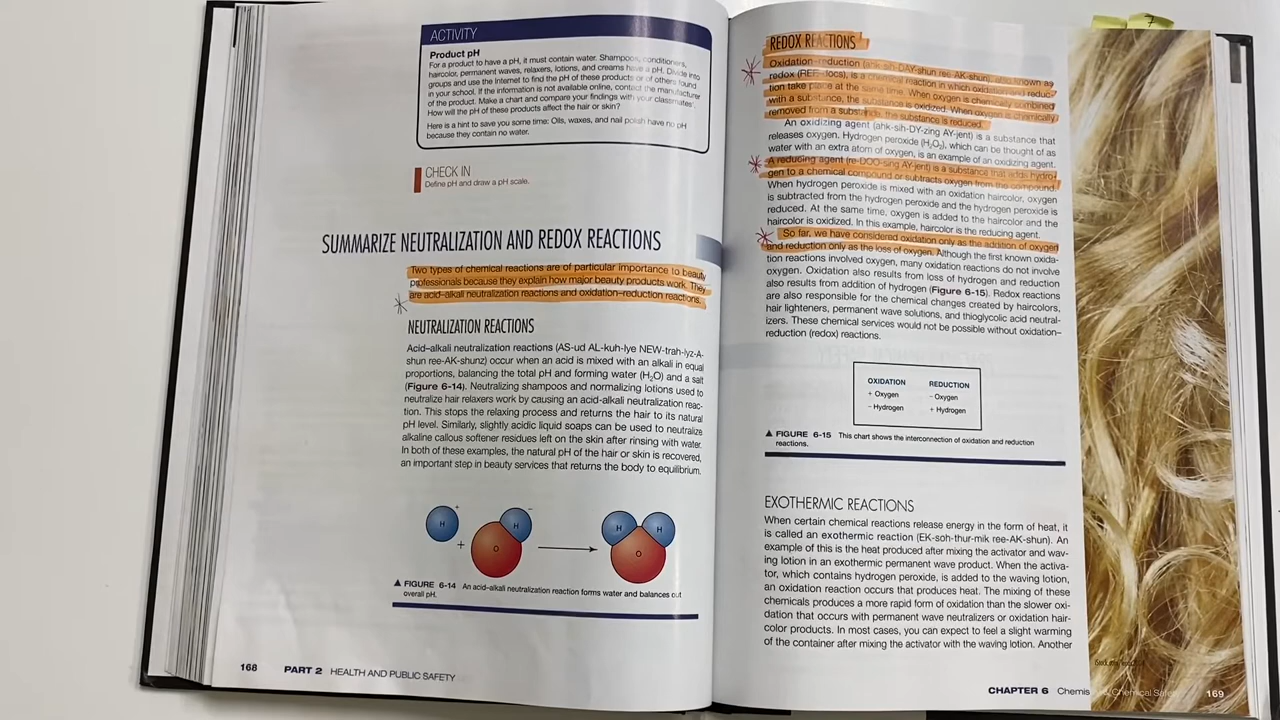 ACTIVITY
Product pH
For a product to have a pH, it must contain water. Shampoos, conditioners,
haircolor, permanent waves, relaxers, lotions, and creams have a pH. Divide into
groups and use the Internet to find the pH of these products or of others found
in your school. If the information is not available online, contact the manufacturer
of the product. Make a chart and compare your findings with your classmates'.
How will the pH of these products affect the hair or skin?
Here is a hint to save you some time: Oils, waxes, and nail polish have no pH
because they contain no water.
CHECK IN
Define pH and draw a pH scale.
SUMMARIZE NEUTRALIZATION AND REDOX REACTIONS
Two types of chemical reactions are of particular importance to beauty
professionals because they explain how major beauty products work. They
are acid–alkali neutralization reactions and oxidation–reduction reactions.
NEUTRALIZATION REACTIONS
Acid–alkali neutralization reactions (AS-ud AL-kuh-lye NEW-trah-lyz-A-
shun ree-AK-shunz) occur when an acid is mixed with an alkali in equal
proportions, balancing the total pH and forming water (H₂O) and a salt
(Figure 6-14). Neutralizing shampoos and normalizing lotions used to
neutralize hair relaxers work by causing an acid-alkali neutralization reac-
tion. This stops the relaxing process and returns the hair to its natural
pH level. Similarly, slightly acidic liquid soaps can be used to neutralize
alkaline callous softener residues left on the skin after rinsing with water.
In both of these examples, the natural pH of the hair or skin is recovered,
an important step in beauty services that returns the body to equilibrium.
H + + O H − H O H
▲ FIGURE 6-14 An acid–alkali neutralization reaction forms water and balances out
overall pH.
168 PART 2 HEALTH AND PUBLIC SAFETY
7
REDOX REACTIONS
Oxidation–reduction (ahk-sih-DAY-shun ree-AK-shun), also known as
redox (REE-docs), is a chemical reaction in which oxidation and reduc-
tion take place at the same time. When oxygen is chemically combined
with a substance, the substance is oxidized. When oxygen is chemically
removed from a substance, the substance is reduced.
An oxidizing agent (ahk-sih-DY-zing AY-jent) is a substance that
releases oxygen. Hydrogen peroxide (H₂O₂), which can be thought of as
water with an extra atom of oxygen, is an example of an oxidizing agent.
A reducing agent (re-DOO-sing AY-jent) is a substance that adds hydro-
gen to a chemical compound or subtracts oxygen from the compound.
When hydrogen peroxide is mixed with an oxidation haircolor, oxygen
is subtracted from the hydrogen peroxide and the hydrogen peroxide is
reduced. At the same time, oxygen is added to the haircolor and the
haircolor is oxidized. In this example, haircolor is the reducing agent.
So far, we have considered oxidation only as the addition of oxygen
and reduction only as the loss of oxygen. Although the first known oxida-
tion reactions involved oxygen, many oxidation reactions do not involve
oxygen. Oxidation also results from loss of hydrogen and reduction
also results from addition of hydrogen (Figure 6-15). Redox reactions
are also responsible for the chemical changes created by haircolors,
hair lighteners, permanent wave solutions, and thioglycolic acid neutral-
izers. These chemical services would not be possible without oxidation–
reduction (redox) reactions.
OXIDATION REDUCTION
+ Oxygen − Oxygen
− Hydrogen + Hydrogen
▲ FIGURE 6-15 This chart shows the interconnection of oxidation and reduction
reactions.
EXOTHERMIC REACTIONS
When certain chemical reactions release energy in the form of heat, it
is called an exothermic reaction (EK-soh-thur-mik ree-AK-shun). An
example of this is the heat produced after mixing the activator and wav-
ing lotion in an exothermic permanent wave product. When the activa-
tor, which contains hydrogen peroxide, is added to the waving lotion,
an oxidation reaction occurs that produces heat. The mixing of these
chemicals produces a more rapid form of oxidation than the slower oxi-
dation that occurs with permanent wave neutralizers or oxidation hair-
color products. In most cases, you can expect to feel a slight warming
of the container after mixing the activator with the waving lotion. Another
CHAPTER 6 Chemis & Chemical Safety 169